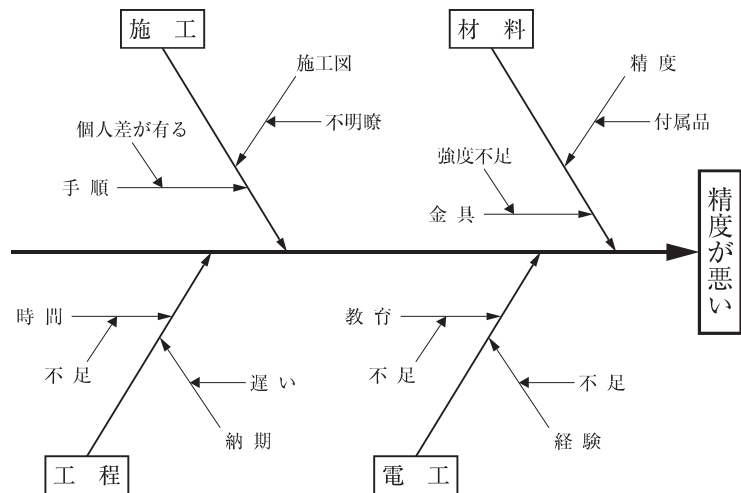 施工
材料
施工図
精度
個人差が有る
不明瞭
付属品
強度不足
手順
金具
精度が悪い
時間
教育
不足
遅い
不足
不足
納期
経験
工程
電工